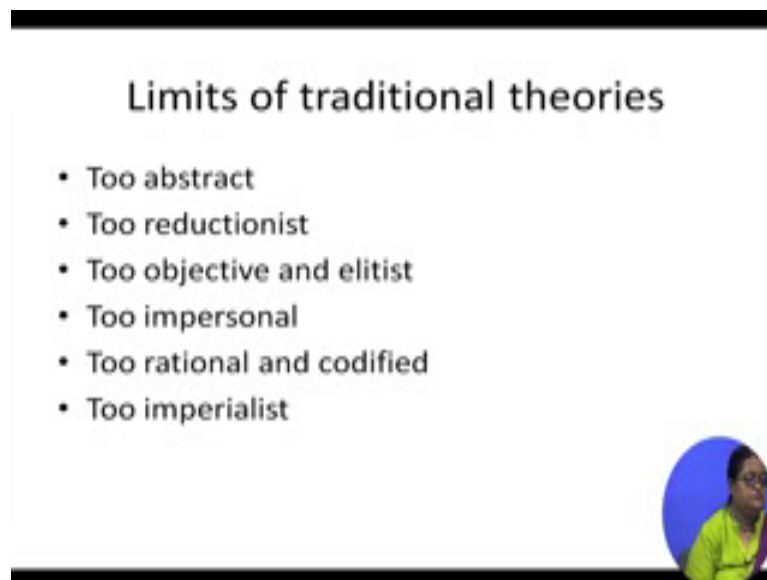 Limits of traditional theories
• Too abstract
• Too reductionist
• Too objective and elitist
• Too impersonal
• Too rational and codified
• Too imperialist